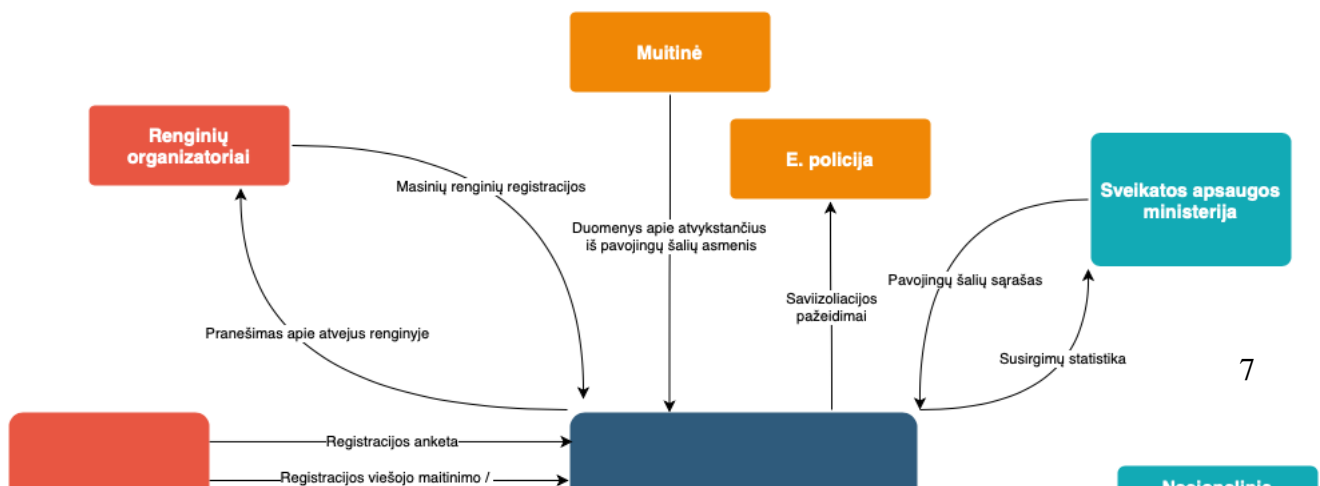 Muitinė
Renginių
organizatoriai
E. policija
Sveikatos apsaugos
ministerija
Masinių renginių registracijos
Duomenys apie atvykstančius
iš pavojingų šalių asmenis
Pavojingų šalių sąrašas
Saviizoliacijos
pažeidimai
Pranešimas apie atvejus renginyje
Susirgimų statistika
7
Registracijos anketa
Registracijos viešojo maitinimo /
Nacionalinis